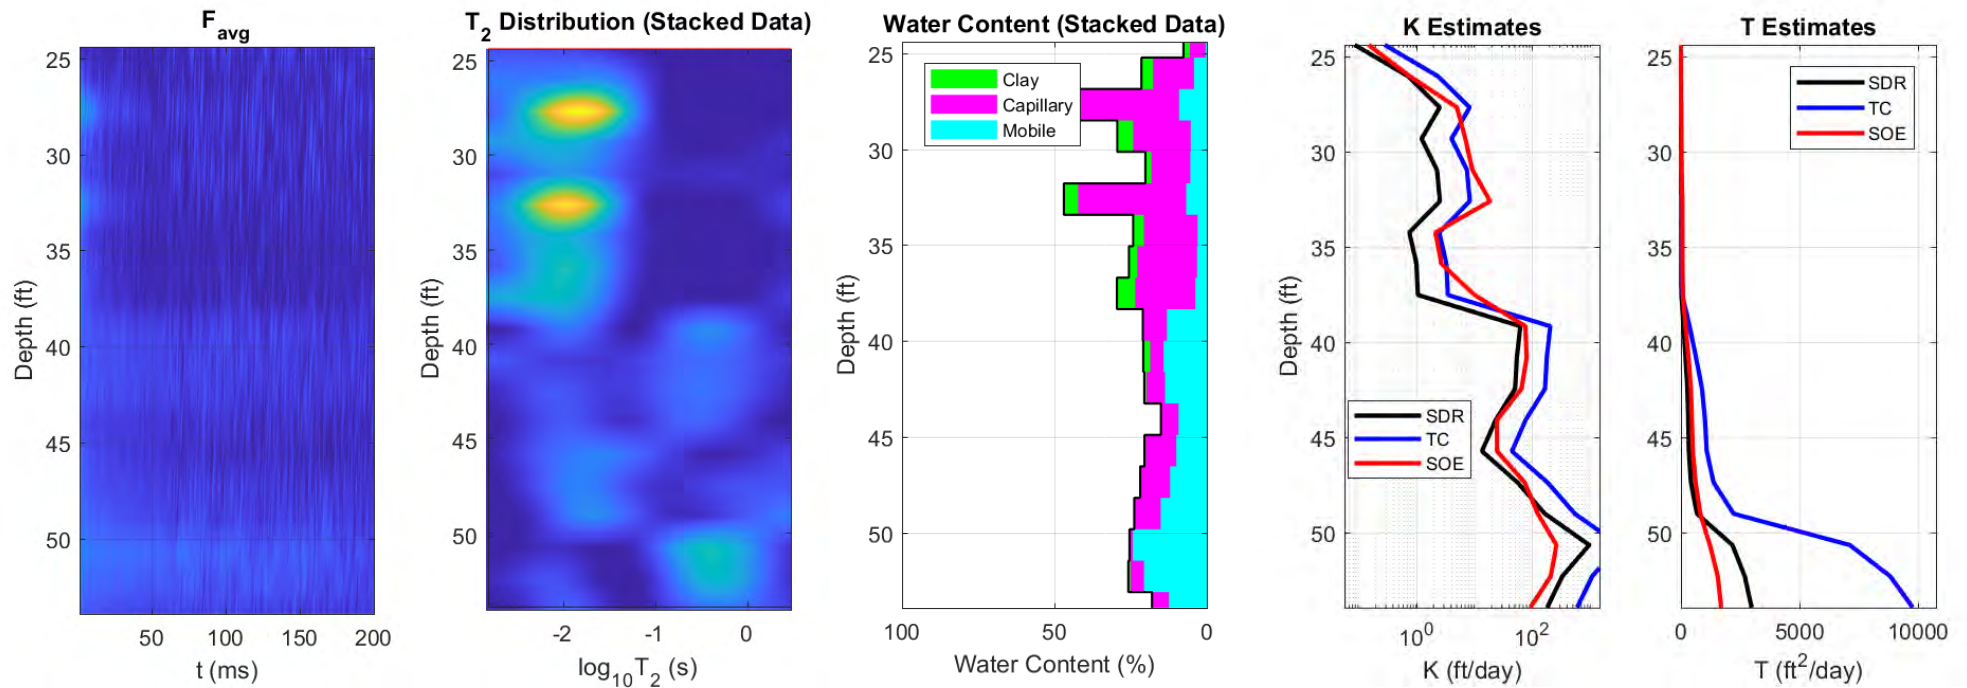 F_avg
25
30
35
40
45
50
Depth (ft)
50 100 150 200
t (ms)
T_2 Distribution (Stacked Data)
25
30
35
40
45
50
Depth (ft)
-2 -1 0
log_10T_2 (s)
Water Content (Stacked Data)
Clay
Capillary
Mobile
25
30
35
40
45
50
Depth (ft)
100 50 0
Water Content (%)
K Estimates
25
30
35
40
45
50
Depth (ft)
SDR
TC
SOE
10^0 10^2
K (ft/day)
T Estimates
SDR
TC
SOE
25
30
35
40
45
50
0 5000 10000
T (ft^2/day)